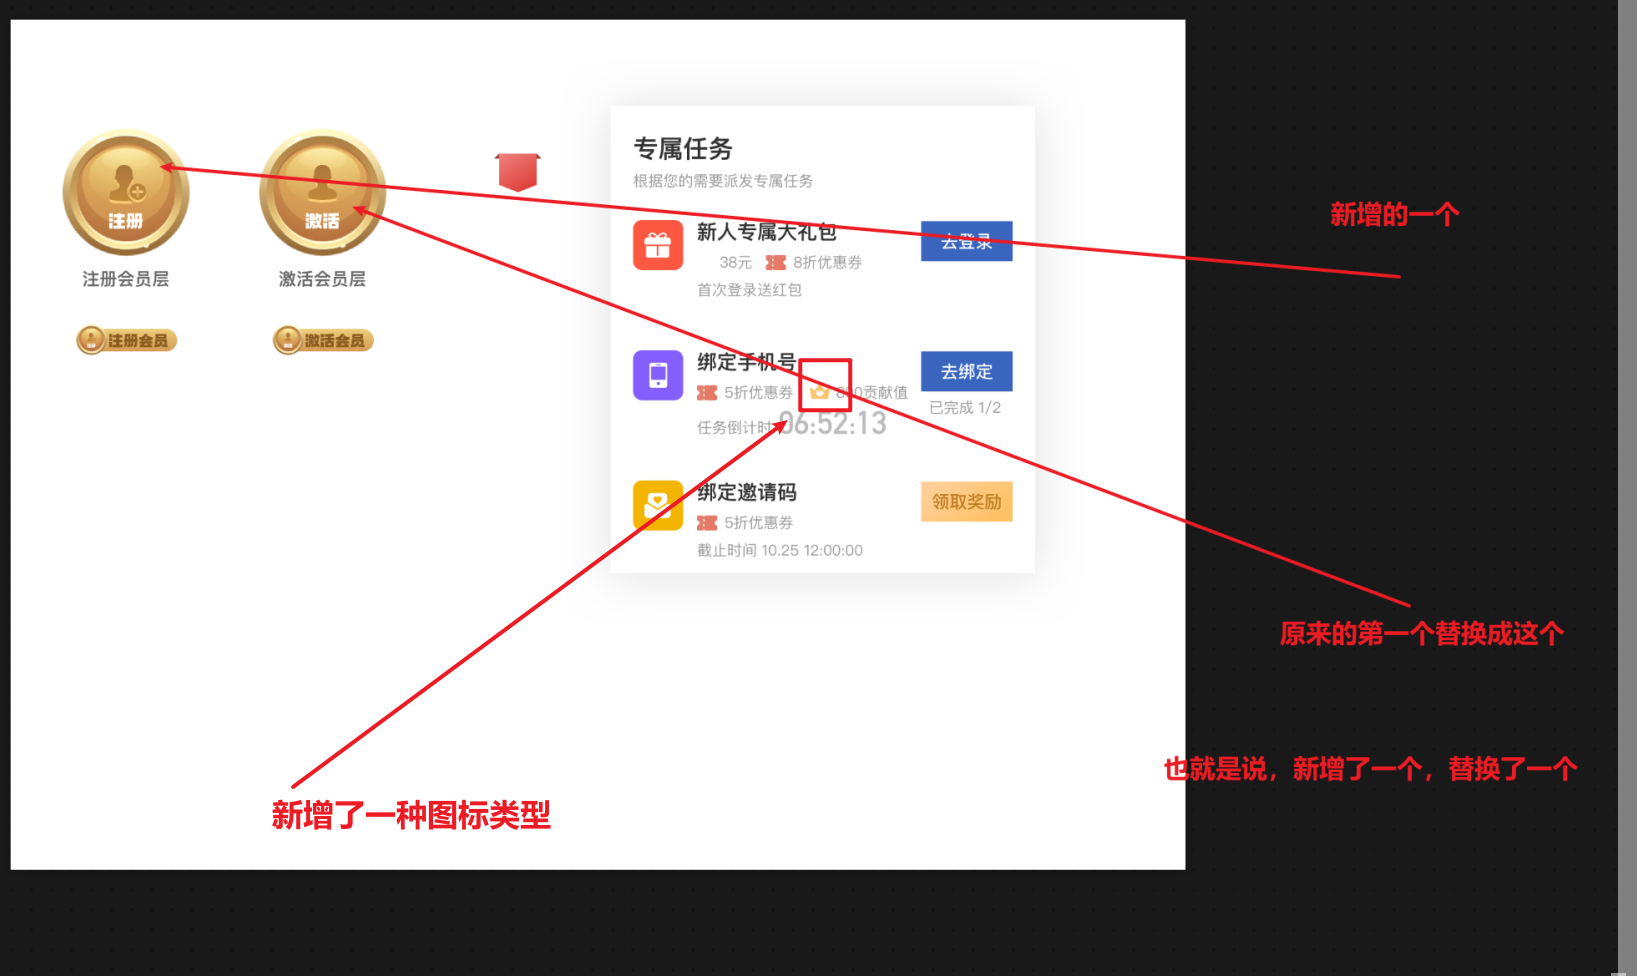 注册
激活
注册会员层
激活会员层
注册会员
激活会员
专属任务
根据您的需要派发专属任务
新人专属大礼包
38元
8折优惠券
首次登录送红包
去登录
绑定手机号
5折优惠券
贡献值
任务倒计时
06:52:13
去绑定
已完成 1/2
绑定邀请码
5折优惠券
截止时间 10.25 12:00:00
领取奖励
新增的一个
原来的第一个替换成这个
也就是说，新增了一个，替换了一个
新增了一种图标类型